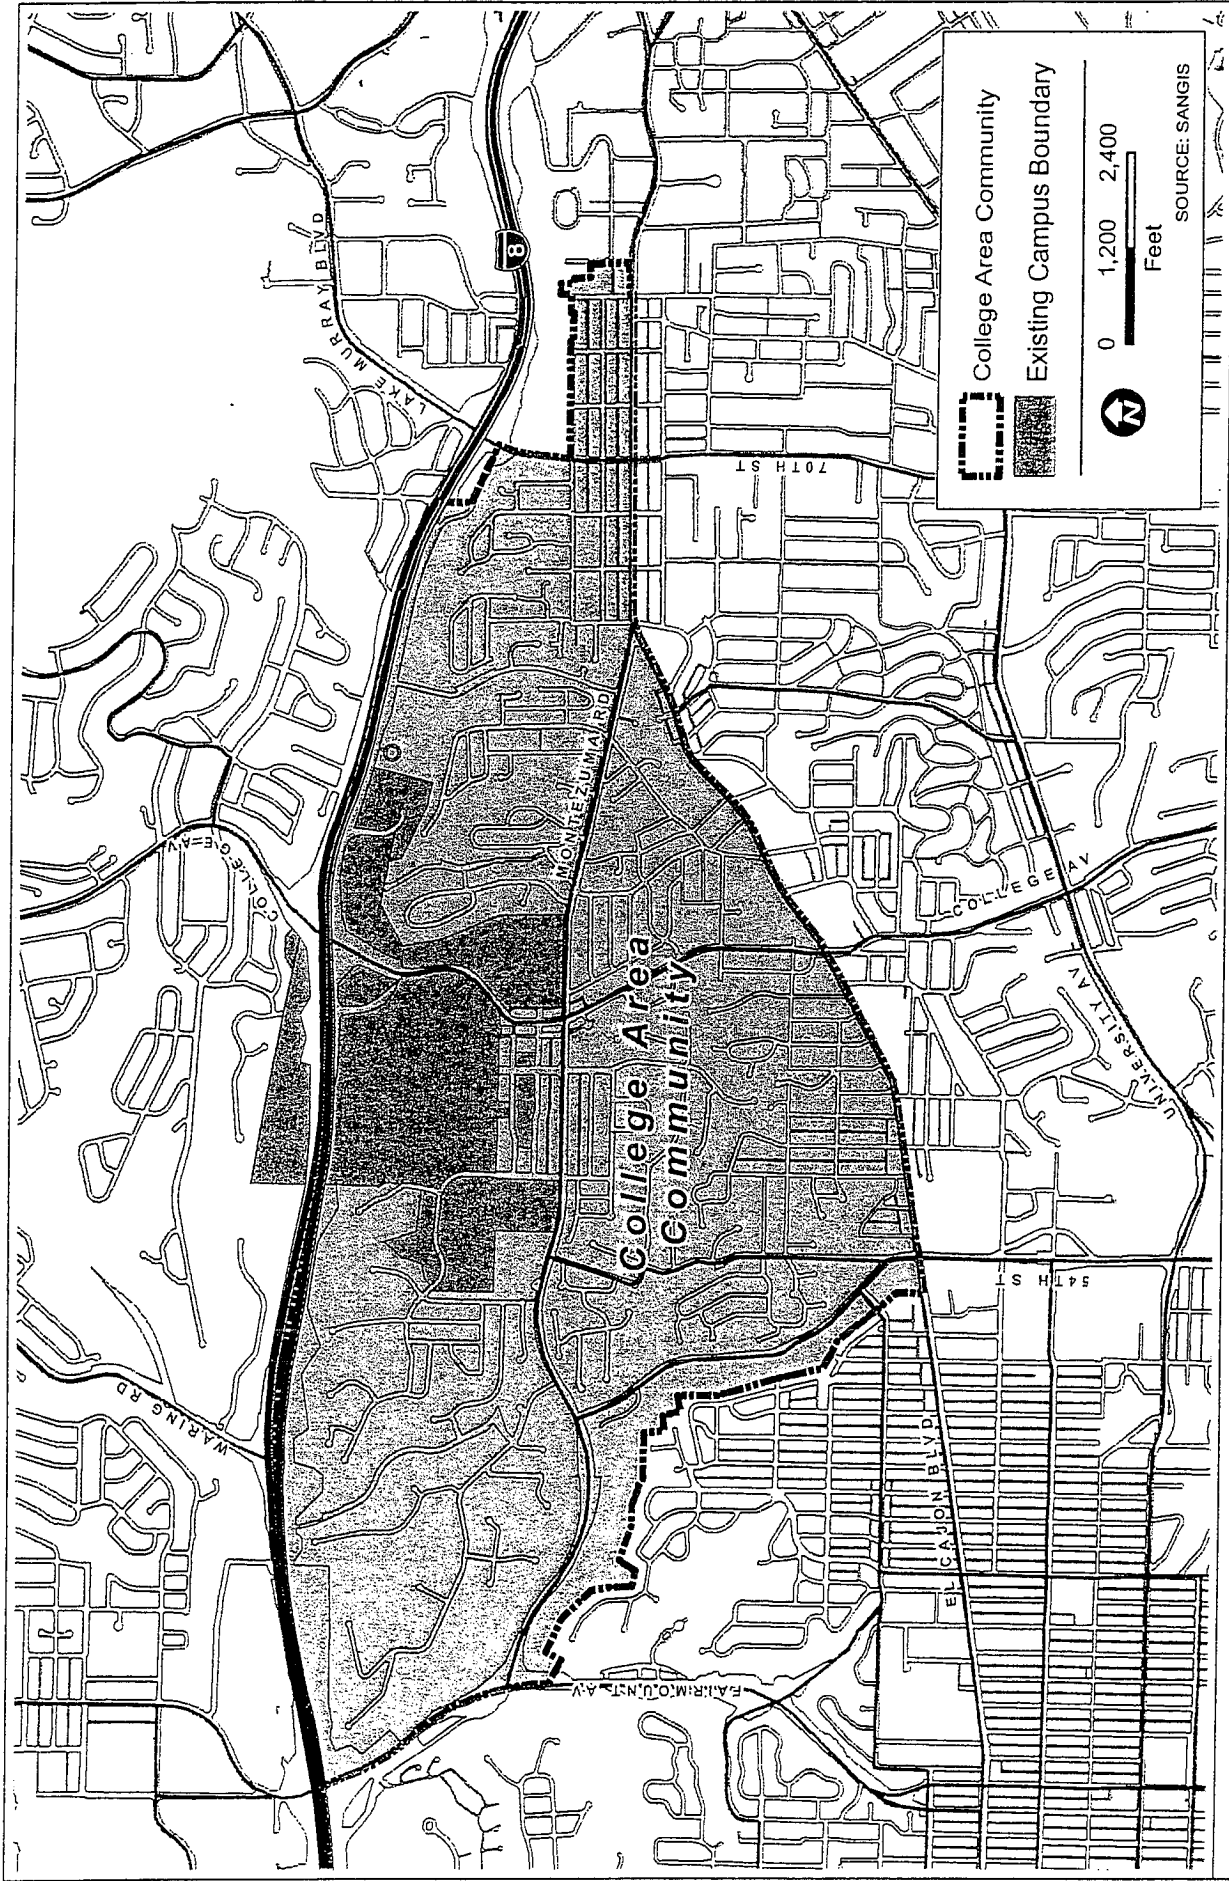 WARING RD
COLLEGE AV
LAKE MURRAY BLVD
8
MONTEZUMA RD
College Area
Community
70TH ST
FAIRMOUNT AV
EL CAJON BLVD
54TH ST
COLLEGE AV
UNIVERSITY AV
College Area Community
Existing Campus Boundary
N
0 1,200 2,400
Feet
SOURCE: SANGIS